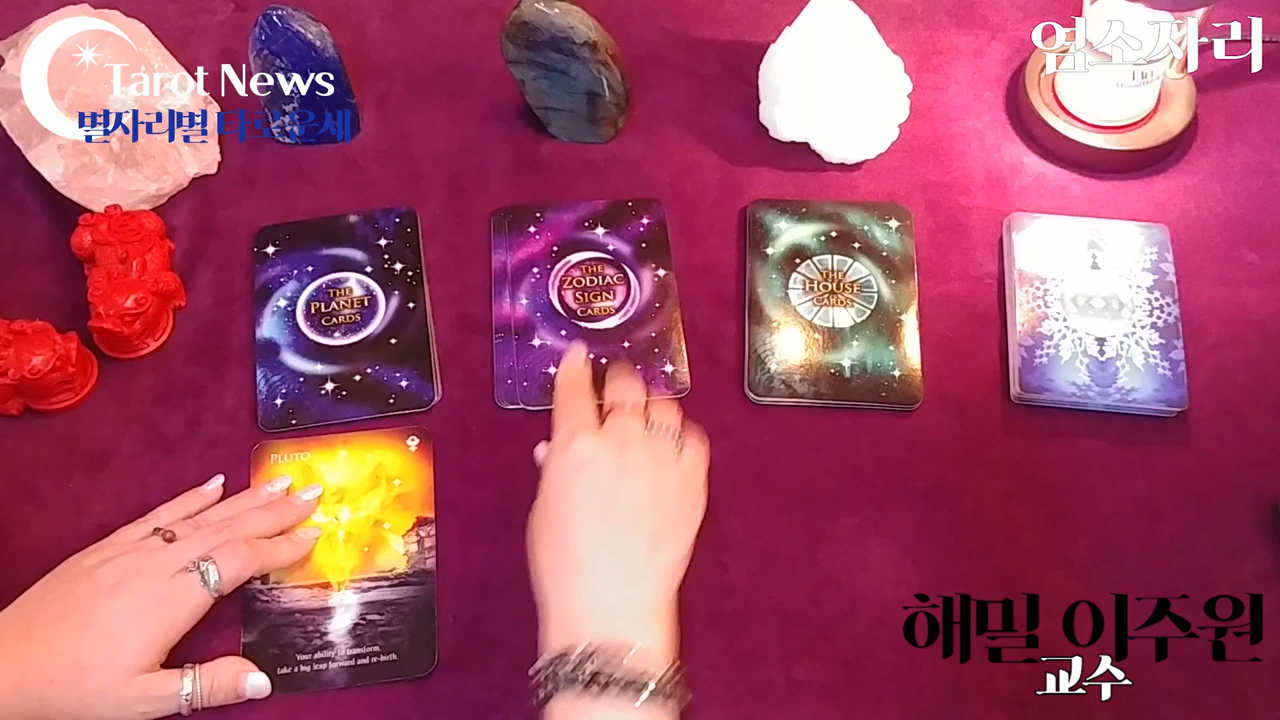 Tarot News
별자리별 타로운세
염소자리
THE
PLANET
CARDS
THE
ZODIAC
SIGN
CARDS
THE
HOUSE
CARDS
PLUTO
Your ability to transform,
take a big leap forward and re-birth.
해밀 이주원
교수